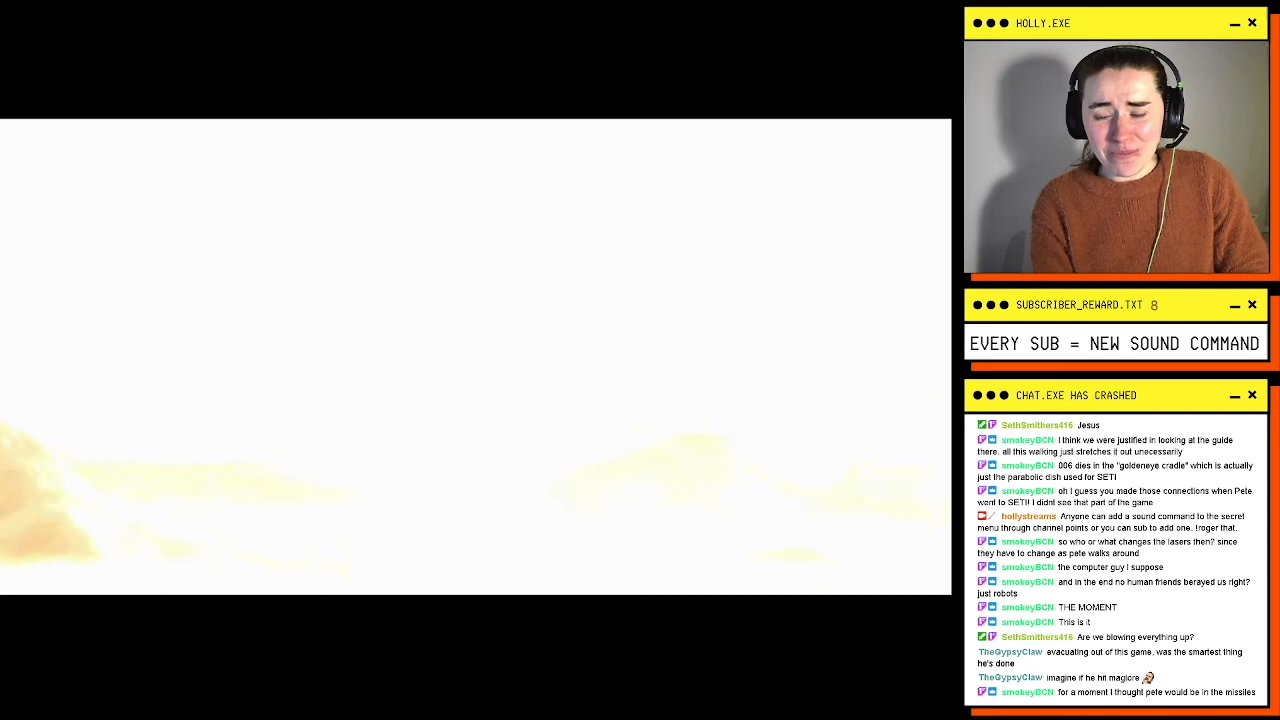 HOLLY.EXE
SUBSCRIBER_REWARD.TXT 8
EVERY SUB = NEW SOUND COMMAND
CHAT.EXE HAS CRASHED
SethSmithers416 Jesus
smokeyBCN I think we were justified in looking at the guide
there. all this walking just stretches it out unecessarily
smokeyBCN 006 dies in the "goldeneye cradle" which is actually
just the parabolic dish used for SETI
smokeyBCN oh I guess you made those connections when Pete
went to SETI! I didnt see that part of the game
hollystreams Anyone can add a sound command to the secret
menu through channel points or you can sub to add one. !roger that.
smokeyBCN so who or what changes the lasers then? since
they have to change as pete walks around
smokeyBCN the computer guy I suppose
smokeyBCN and in the end no human friends berayed us right?
just robots
smokeyBCN THE MOMENT
smokeyBCN This is it
SethSmithers416 Are we blowing everything up?
TheGypsyClaw evacuating out of this game, was the smartest thing
he's done
TheGypsyClaw imagine if he hit maglore
smokeyBCN for a moment I thought pete would be in the missiles